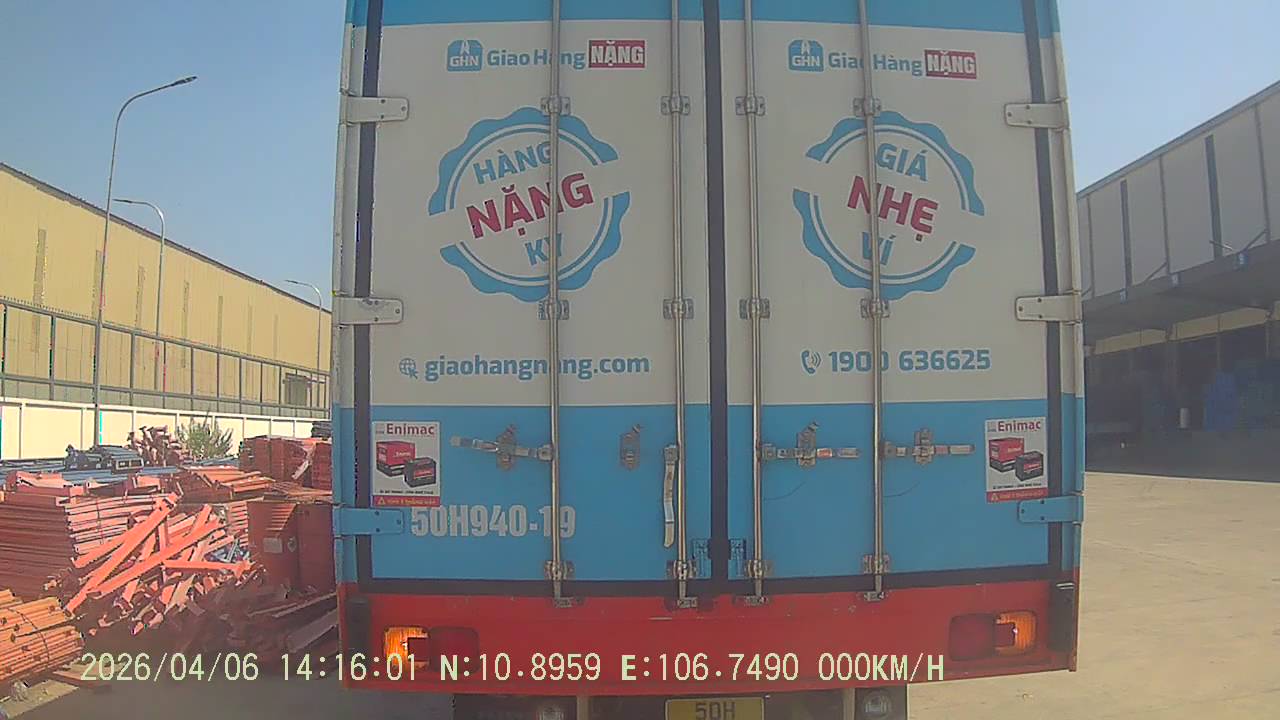 GHN Giao Hàng NẶNG
HÀNG
NẶNG
KÝ
giaohangnang.com
GHN Giao Hàng NẶNG
GIÁ
NHẸ
VÍ
1900 636625
Enimac
Enimac
50H940-19
50H
2026/04/06 14:16:01 N:10.8959 E:106.7490 000KM/H